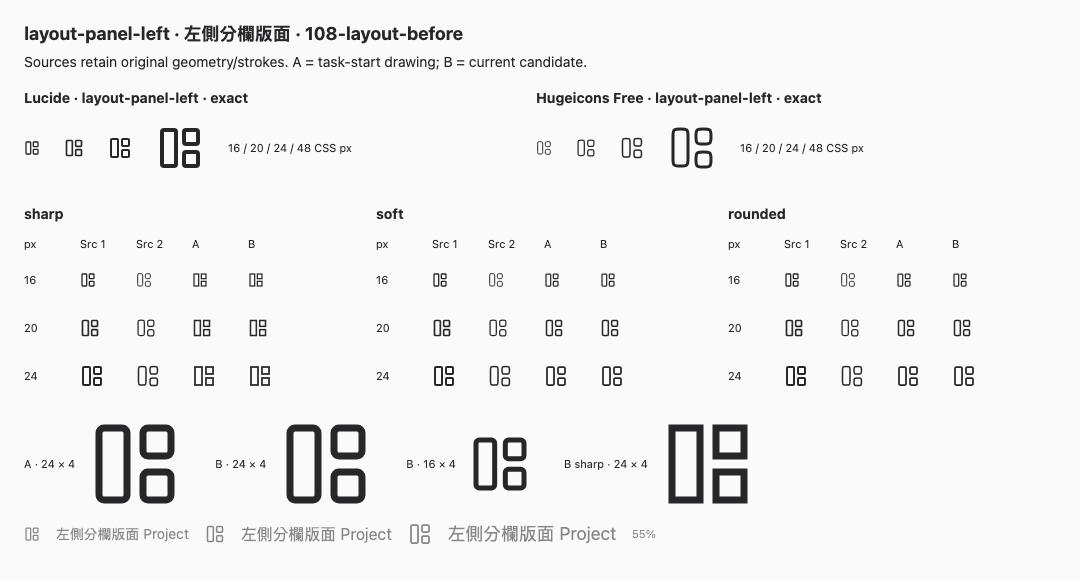 layout-panel-left · 左側分欄版面 · 108-layout-before
Sources retain original geometry/strokes. A = task-start drawing; B = current candidate.
Lucide · layout-panel-left · exact
16 / 20 / 24 / 48 CSS px
Hugeicons Free · layout-panel-left · exact
16 / 20 / 24 / 48 CSS px
sharp
px Src 1 Src 2 A B
16
20
24
soft
px Src 1 Src 2 A B
16
20
24
rounded
px Src 1 Src 2 A B
16
20
24
A · 24 × 4
B · 24 × 4
B · 16 × 4
B sharp · 24 × 4
左側分欄版面 Project 左側分欄版面 Project 左側分欄版面 Project 55%